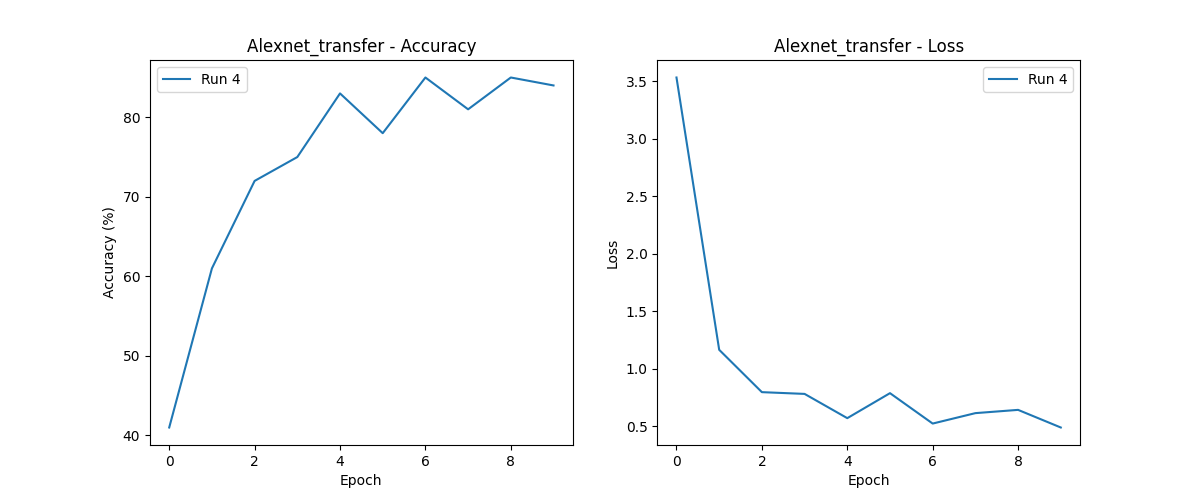 Alexnet_transfer - Accuracy
Run 4
80
70
60
50
40
Accuracy (%)
0 2 4 6 8
Epoch
Alexnet_transfer - Loss
Run 4
3.5
3.0
2.5
2.0
1.5
1.0
0.5
Loss
0 2 4 6 8
Epoch